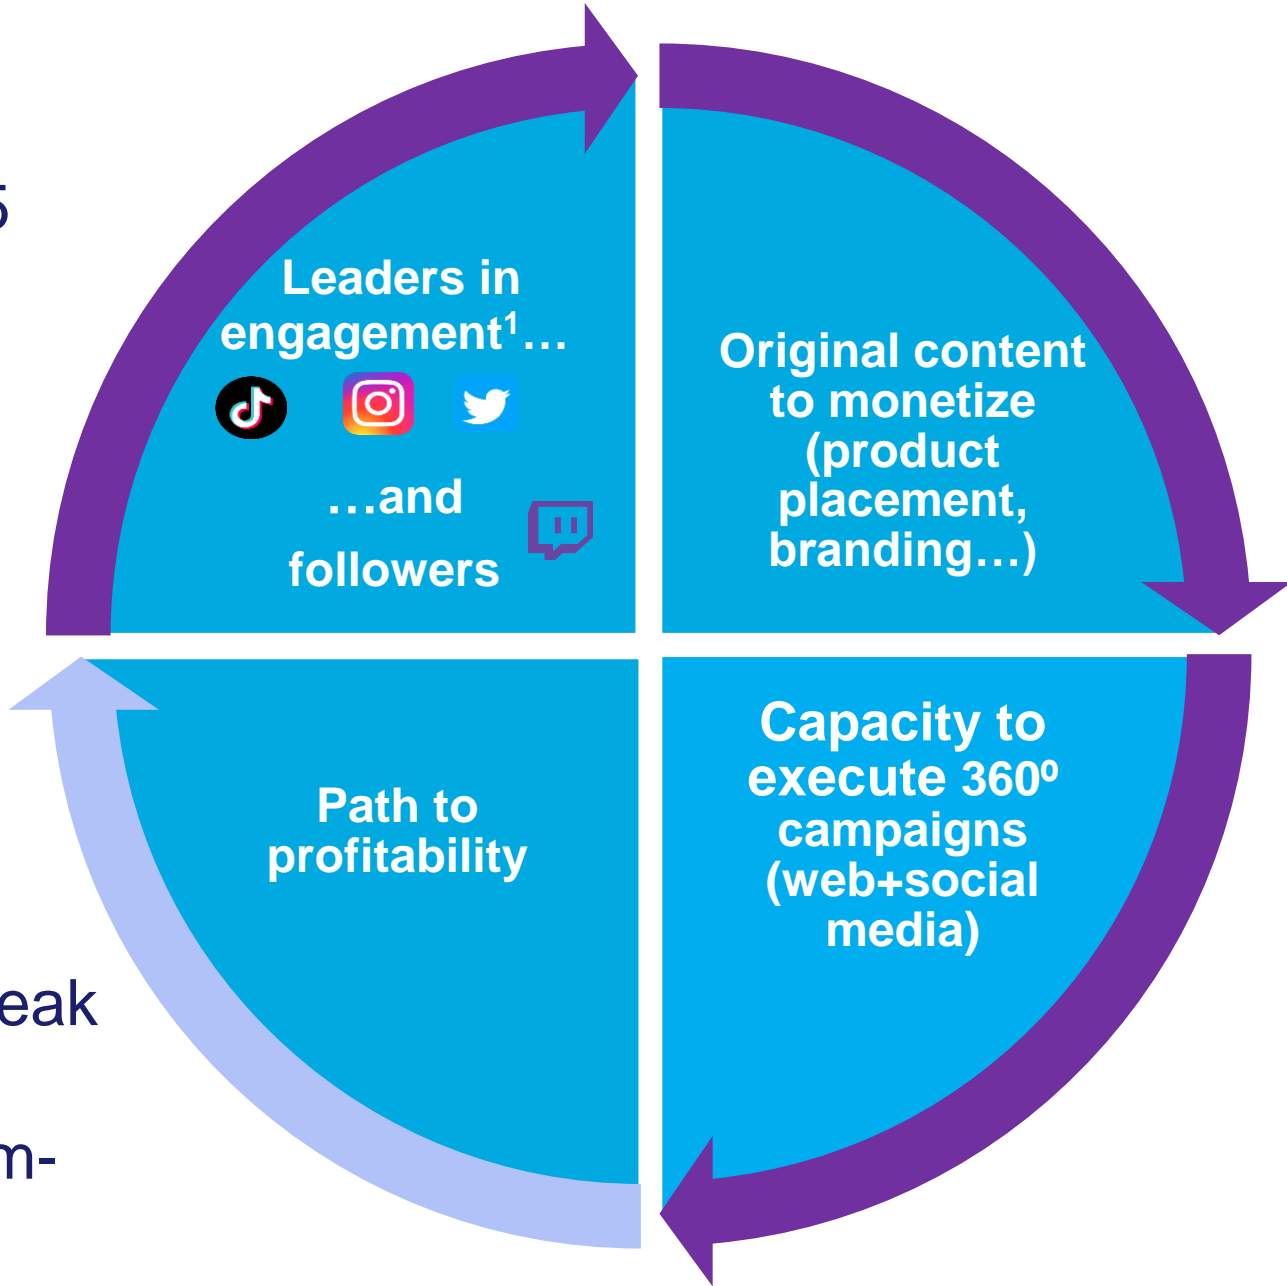 5
Leaders in
engagement¹…
…and
followers
Original content
to monetize
(product
placement,
branding…)
Path to
profitability
Capacity to
execute 360º
campaigns
(web+social
media)
eak
m-